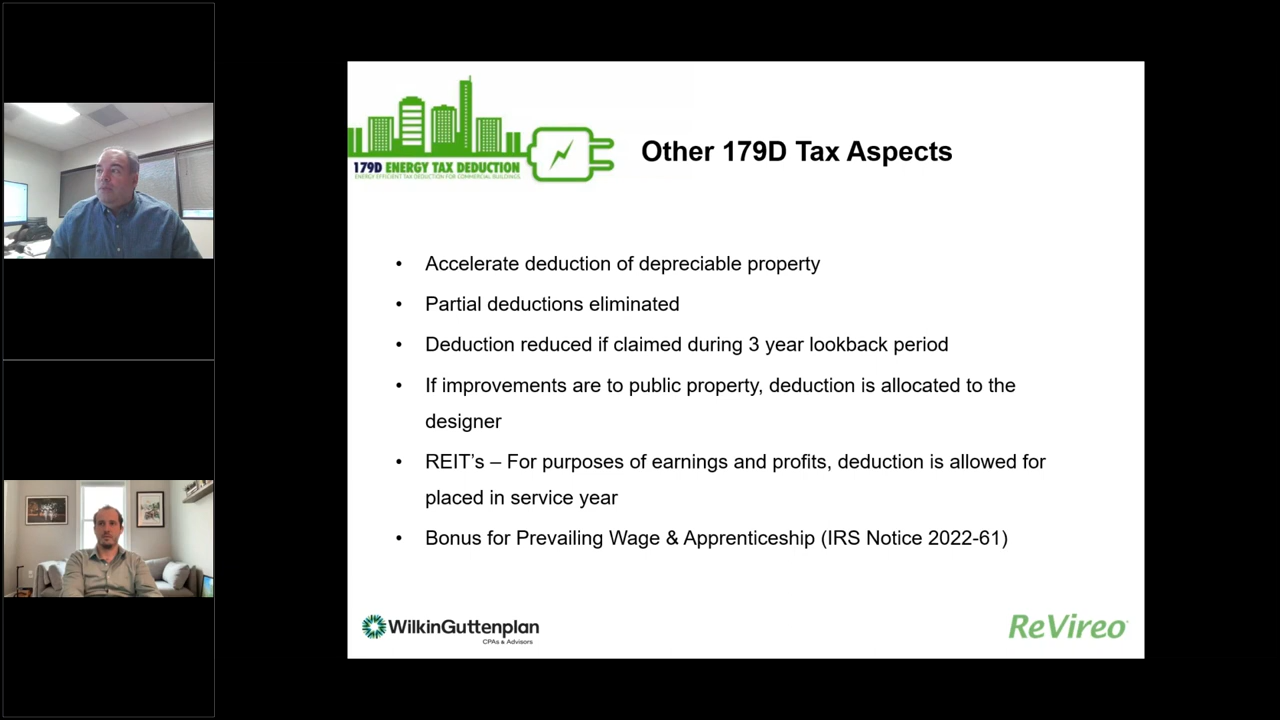 179D ENERGY TAX DEDUCTION
ENERGY EFFICIENT TAX DEDUCTION FOR COMMERCIAL BUILDINGS
Other 179D Tax Aspects
• Accelerate deduction of depreciable property
• Partial deductions eliminated
• Deduction reduced if claimed during 3 year lookback period
• If improvements are to public property, deduction is allocated to the
designer
• REIT's – For purposes of earnings and profits, deduction is allowed for
placed in service year
• Bonus for Prevailing Wage & Apprenticeship (IRS Notice 2022-61)
WilkinGuttenplan
CPAs & Advisors
ReVireo